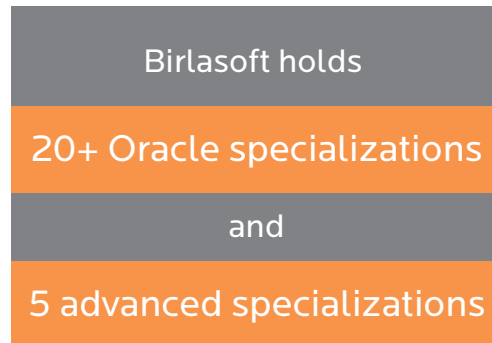 Birlasoft holds
20+ Oracle specializations
and
5 advanced specializations